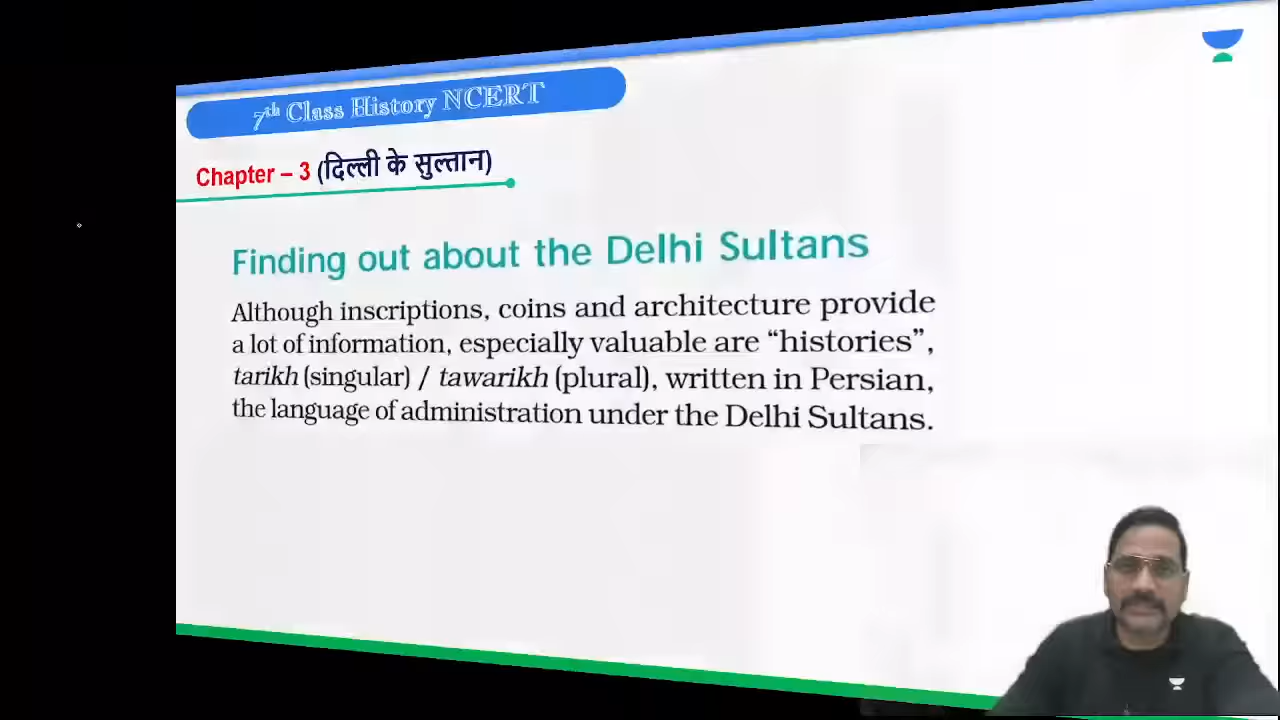 7th Class History NCERT
Chapter – 3 (दिल्ली के सुल्तान)
Finding out about the Delhi Sultans
Although inscriptions, coins and architecture provide
a lot of information, especially valuable are “histories”,
tarikh (singular) / tawarikh (plural), written in Persian,
the language of administration under the Delhi Sultans.